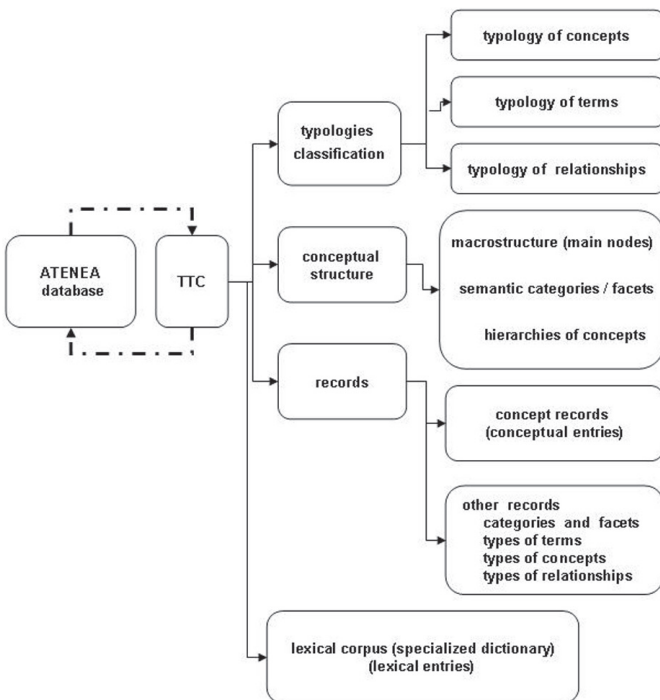 ATENEA
database
TTC
typologies
classification
typology of concepts
typology of terms
typology of relationships
conceptual
structure
macrostructure (main nodes)
semantic categories / facets
hierarchies of concepts
records
concept records
(conceptual entries)
other records
categories and facets
types of terms
types of concepts
types of relationships
lexical corpus (specialized dictionary)
(lexical entries)